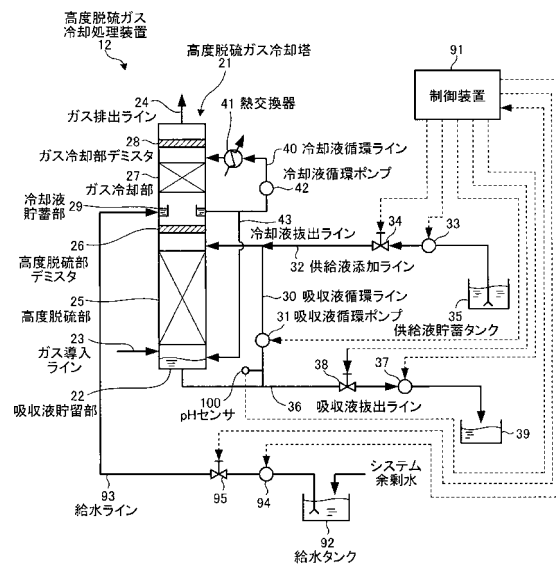 高度脱硫ガス
冷却処理装置
12
高度脱硫ガス冷却塔
21
91
制御装置
24
ガス排出ライン
41 熱交換器
28
40 冷却液循環ライン
ガス冷却部デミスタ
冷却液循環ポンプ
27
ガス冷却部
42
冷却液
貯蓄部
29
43
冷却液抜出ライン
34
33
26
32 供給液添加ライン
高度脱硫部
デミスタ
30 吸収液循環ライン
35
25
31 吸収液循環ポンプ
供給液貯蓄タンク
高度脱硫部
23
ガス導入
ライン
38
37
22
吸収液貯留部
100
pHセンサ
36
吸収液抜出ライン
39
システム
余剰水
93
給水ライン
95
94
92
給水タンク